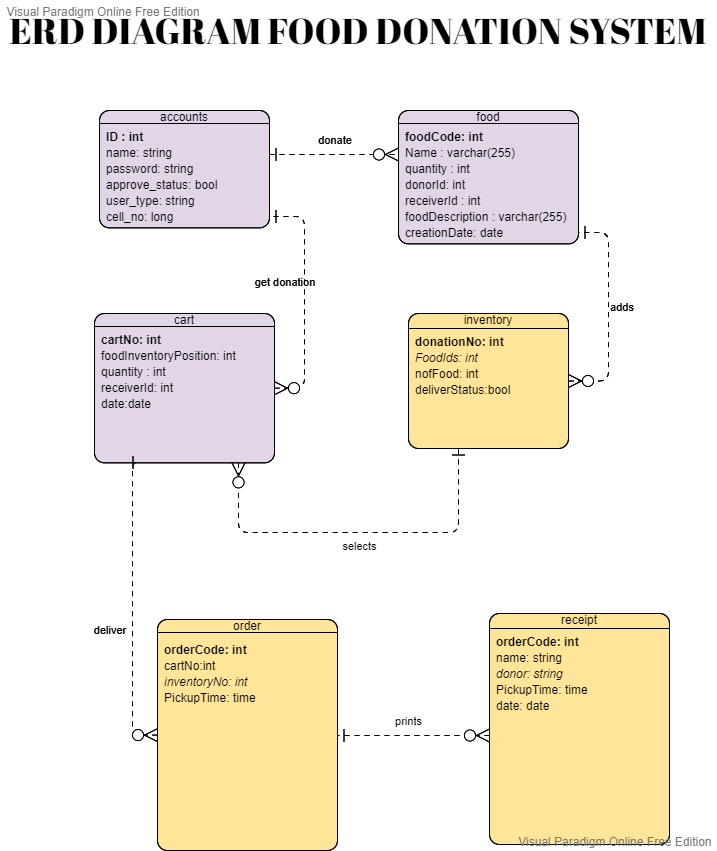 Visual Paradigm Online Free Edition
ERD DIAGRAM FOOD DONATION SYSTEM
accounts
ID : int
name: string
password: string
approve_status: bool
user_type: string
cell_no: long
donate
food
foodCode: int
Name : varchar(255)
quantity : int
donorId: int
receiverId : int
foodDescription : varchar(255)
creationDate: date
get donation
adds
cart
cartNo: int
foodInventoryPosition: int
quantity : int
receiverId: int
date:date
inventory
donationNo: int
FoodIds: int
nofFood: int
deliverStatus:bool
selects
deliver
order
orderCode: int
cartNo:int
inventoryNo: int
PickupTime: time
prints
receipt
orderCode: int
name: string
donor: string
PickupTime: time
date: date
Visual Paradigm Online Free Edition